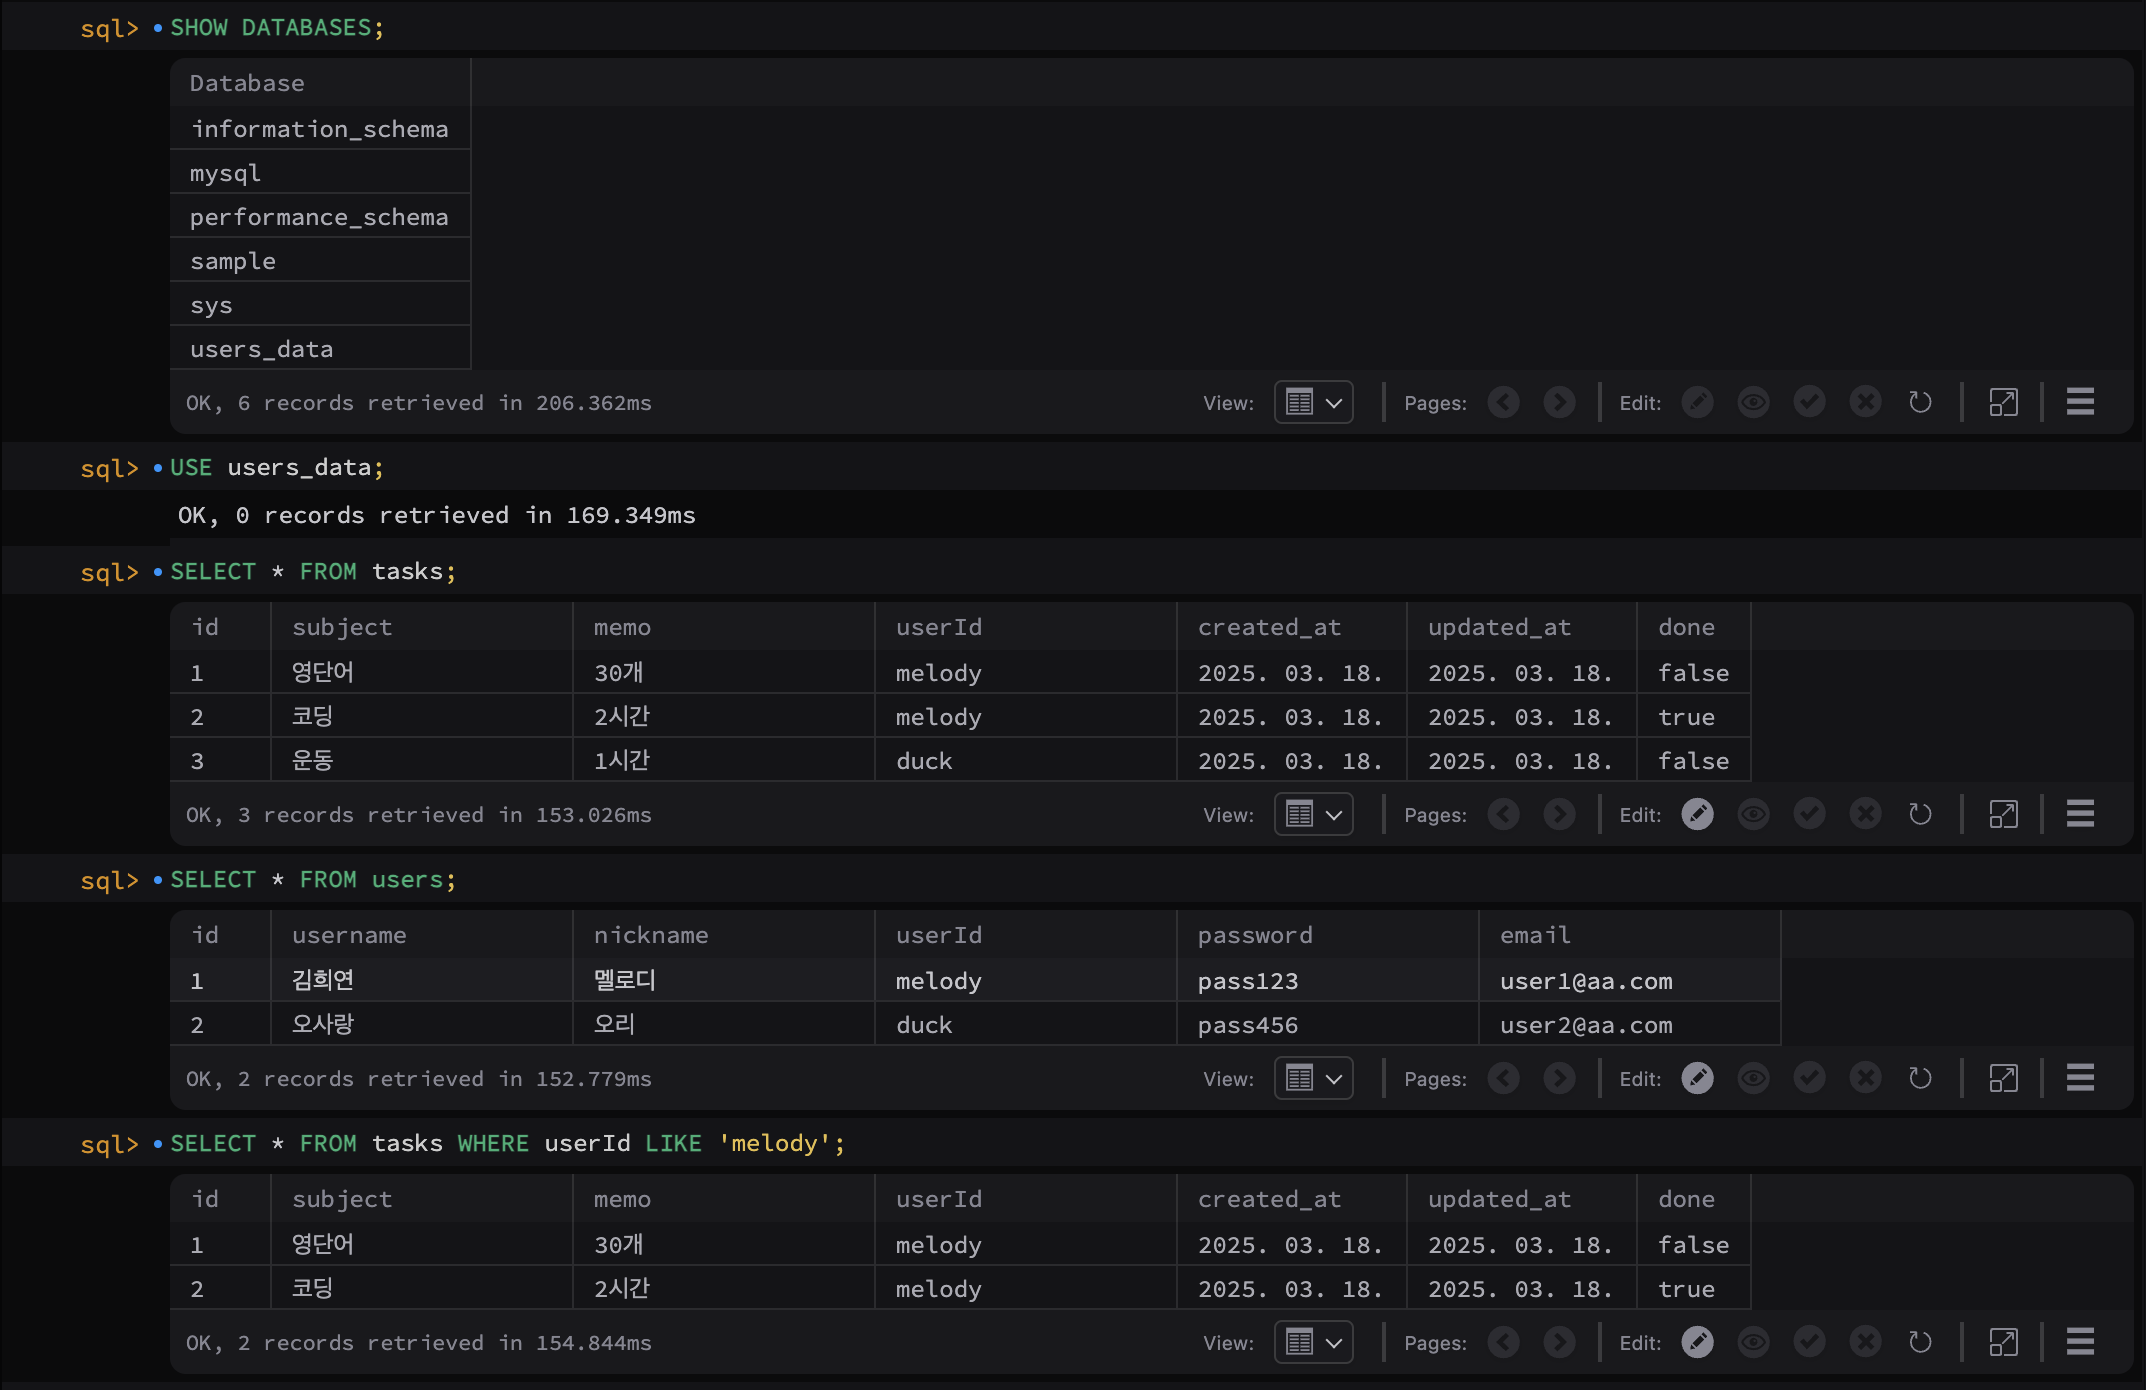 sql> SHOW DATABASES;
Database
information_schema
mysql
performance_schema
sample
sys
users_data
OK, 6 records retrieved in 206.362ms View: Pages: Edit:
sql> USE users_data;
OK, 0 records retrieved in 169.349ms
sql> SELECT * FROM tasks;
id subject memo userId created_at updated_at done
1 영단어 30개 melody 2025. 03. 18. 2025. 03. 18. false
2 코딩 2시간 melody 2025. 03. 18. 2025. 03. 18. true
3 운동 1시간 duck 2025. 03. 18. 2025. 03. 18. false
OK, 3 records retrieved in 153.026ms View: Pages: Edit:
sql> SELECT * FROM users;
id username nickname userId password email
1 김희연 멜로디 melody pass123 user1@aa.com
2 오사랑 오리 duck pass456 user2@aa.com
OK, 2 records retrieved in 152.779ms View: Pages: Edit:
sql> SELECT * FROM tasks WHERE userId LIKE 'melody';
id subject memo userId created_at updated_at done
1 영단어 30개 melody 2025. 03. 18. 2025. 03. 18. false
2 코딩 2시간 melody 2025. 03. 18. 2025. 03. 18. true
OK, 2 records retrieved in 154.844ms View: Pages: Edit: